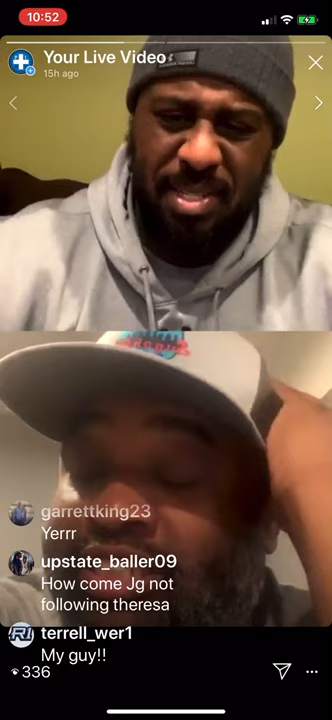 10:52
Your Live Video
15h ago
garrettking23
Yerrr
upstate_baller09
How come Jg not
following theresa
terrell_wer1
My guy!!
336